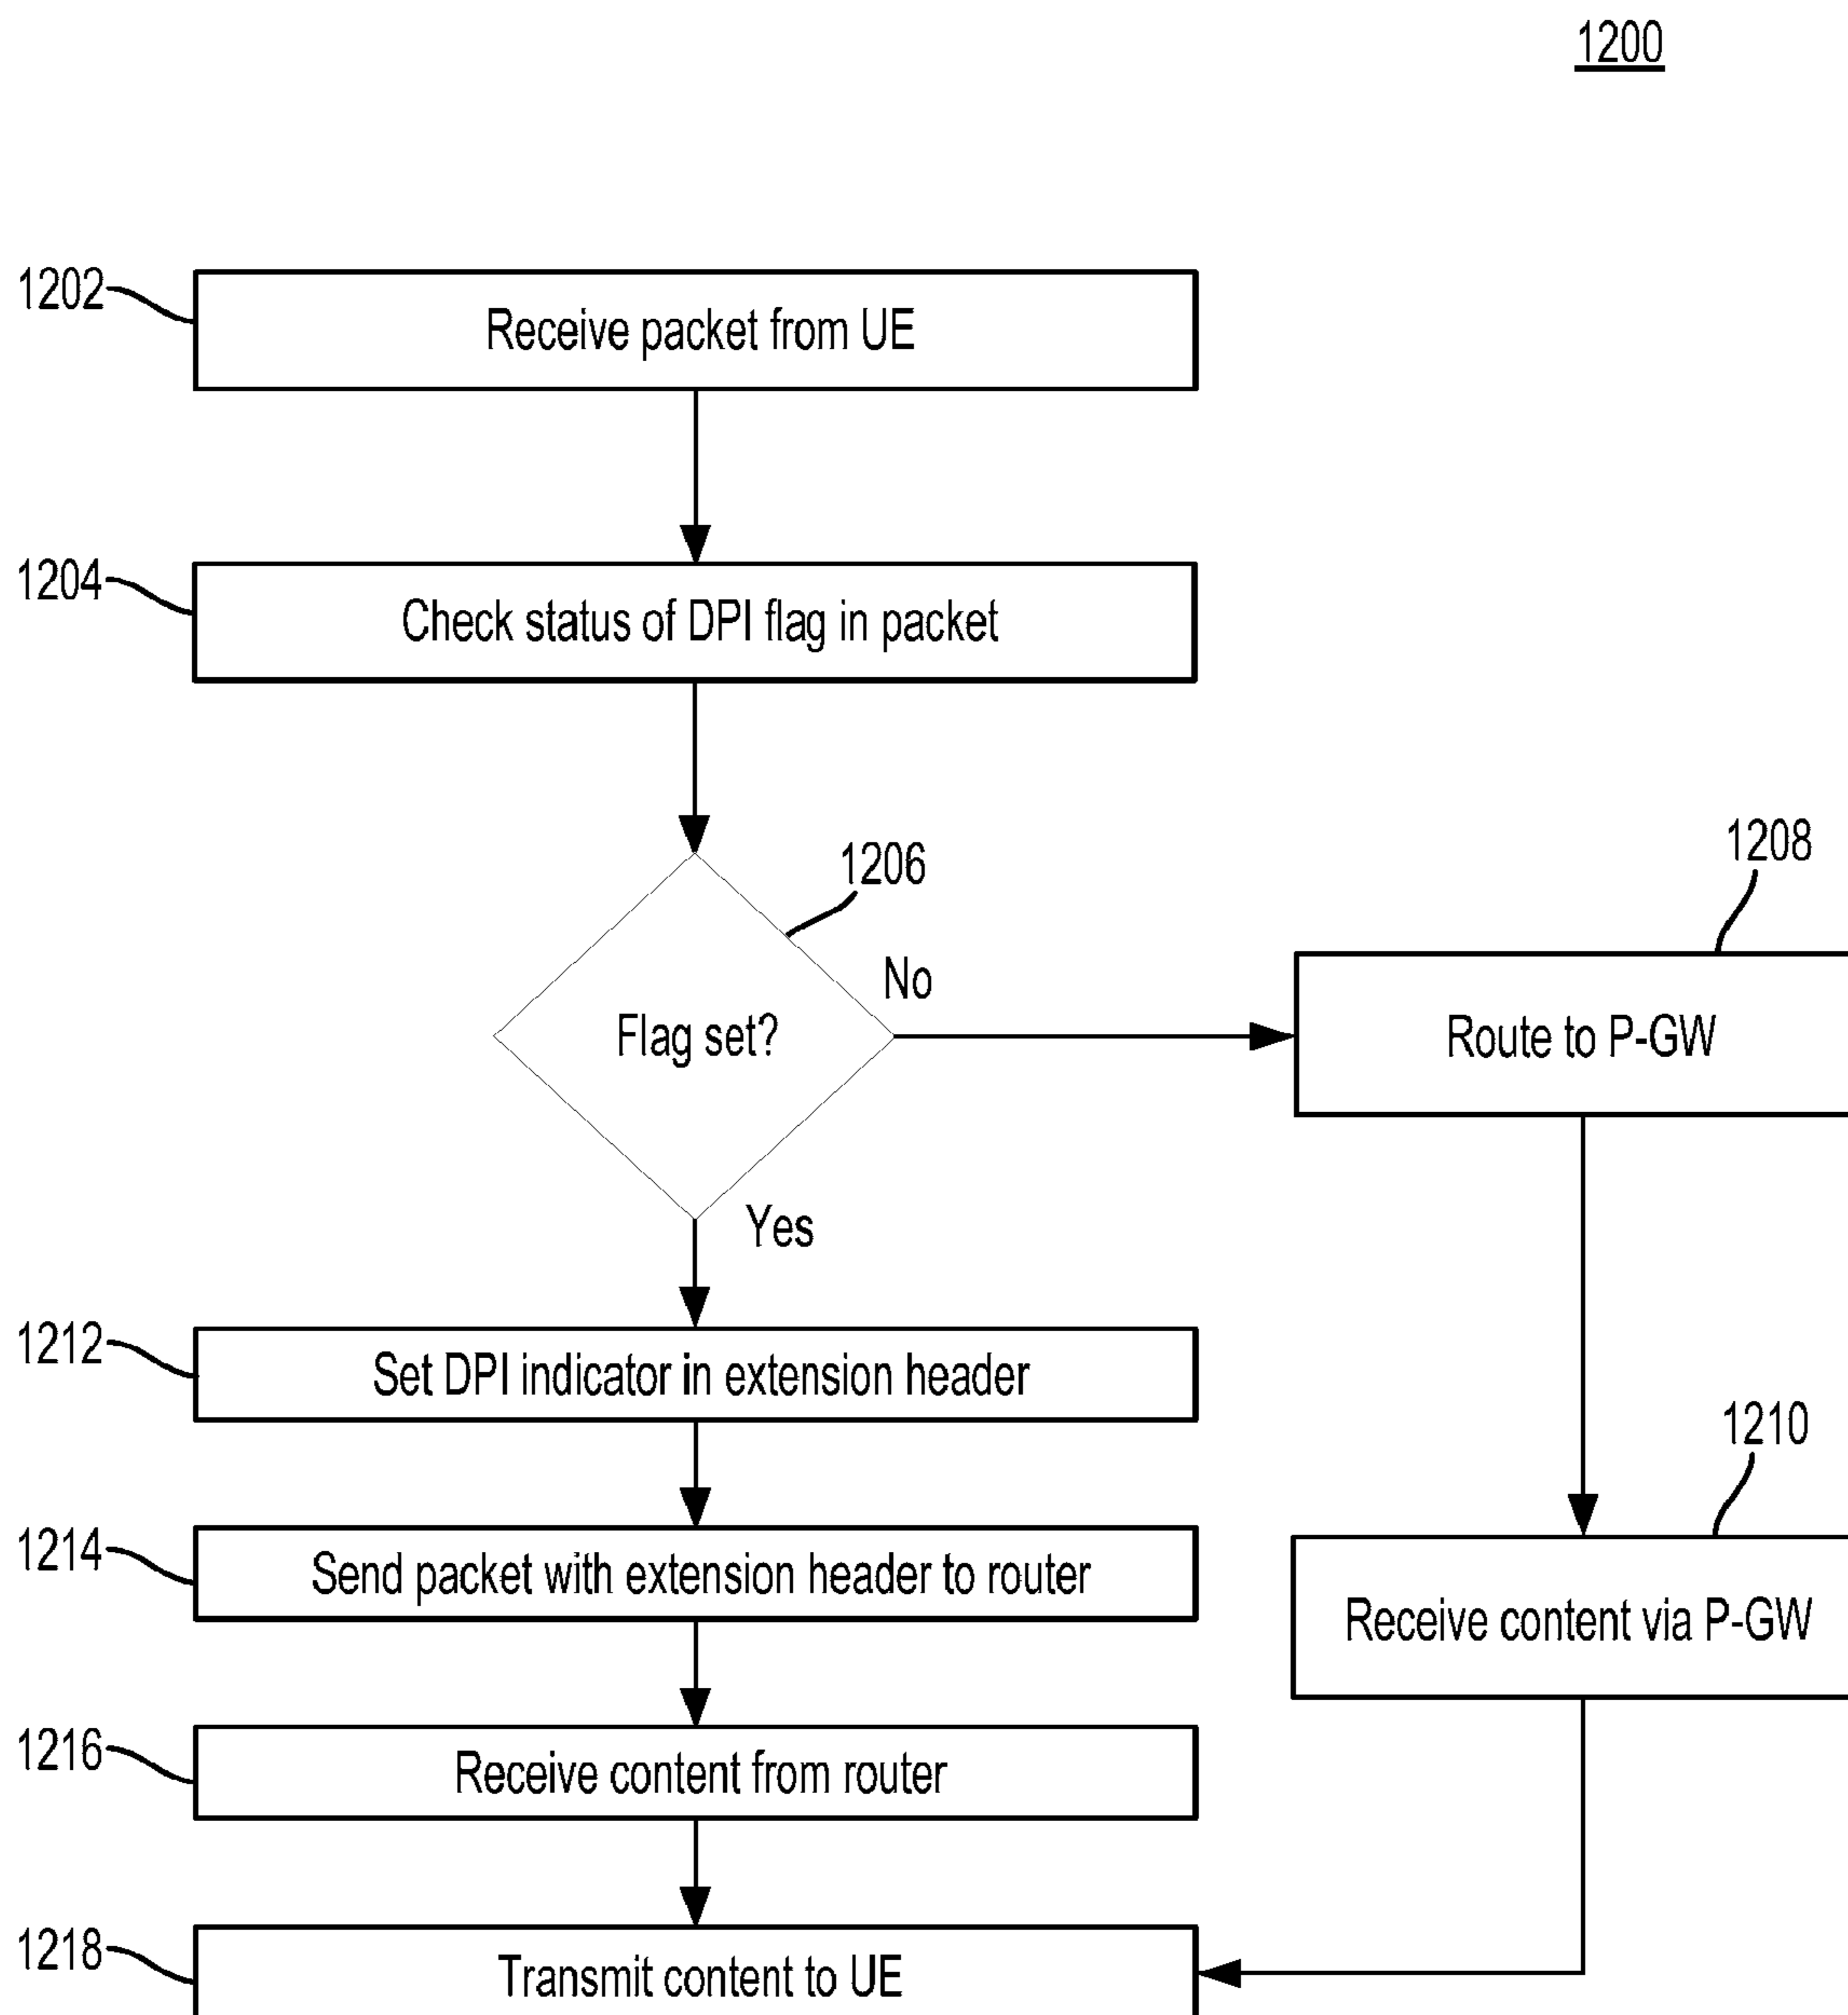 1200
1202
Receive packet from UE
1204
Check status of DPI flag in packet
1206
Flag set?
No
Yes
1208
Route to P-GW
1210
Receive content via P-GW
1212
Set DPI indicator in extension header
1214
Send packet with extension header to router
1216
Receive content from router
1218
Transmit content to UE